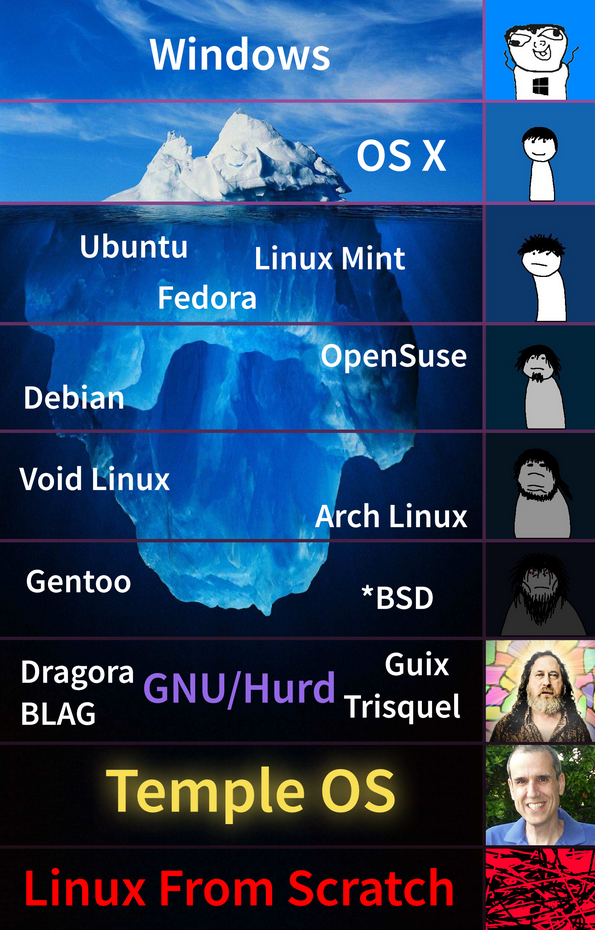 Windows
OS X
Ubuntu
Linux Mint
Fedora
OpenSuse
Debian
Void Linux
Arch Linux
Gentoo
*BSD
Dragora
GNU/Hurd
Guix
BLAG
Trisquel
Temple OS
Linux From Scratch